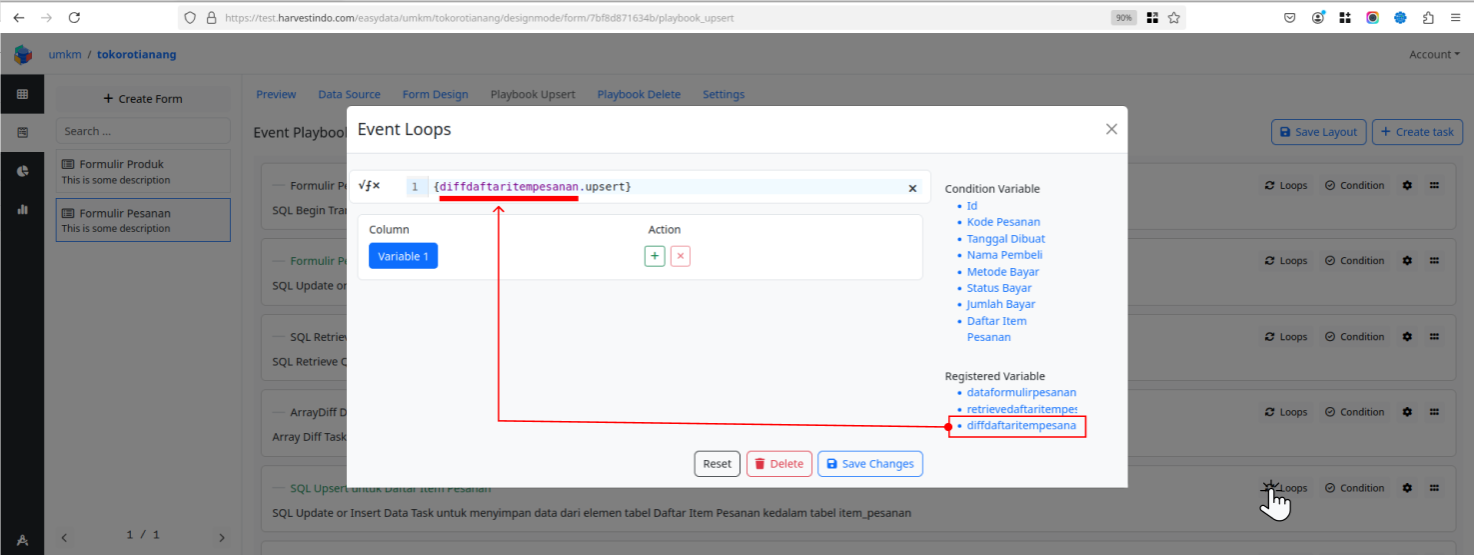 https://test.harvestindo.com/easydata/umkm/tokorotianang/designmode/form/7bf8d871634b/playbook_upsert
90%
umkm / tokorotianang
Account
+ Create Form
Preview Data Source Form Design Playbook Upsert Playbook Delete Settings
Search ...
Event Playbook
Event Loops
Save Layout
+ Create task
Formulir Produk
This is some description
Formulir Pesanan
This is some description
Formulir Pe
SQL Begin Tra
Loops Condition
1 {diffdaftaritempesanan.upsert}
Column Action
Variable 1
Condition Variable
Id
Kode Pesanan
Tanggal Dibuat
Nama Pembeli
Metode Bayar
Status Bayar
Jumlah Bayar
Daftar Item
Pesanan
Formulir Pe
SQL Update or
Loops Condition
SQL Retriev
SQL Retrieve
Loops Condition
Registered Variable
dataformulirpesanan
retrievedaftaritempes
diffdaftaritempesana
ArrayDiff D
Array Diff Task
Loops Condition
Reset Delete Save Changes
SQL Upsert untuk Daftar Item Pesanan
SQL Update or Insert Data Task untuk menyimpan data dari elemen tabel Daftar Item Pesanan kedalam tabel item_pesanan
Loops Condition
1 / 1